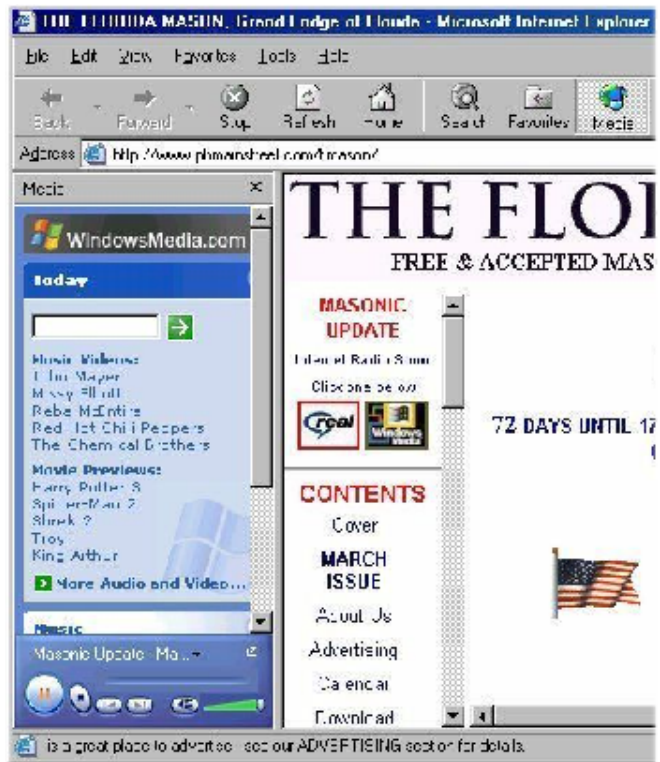 THE FLORIDA MASON, Grand Lodge of Florida - Microsoft Internet Explorer
File Edit View Favorites Tools Help
Back Forward Stop Refresh Home Search Favorites Media
Address http://www.phmainstreet.com/flmason/
Media
WindowsMedia.com
Today
Music Videos:
John Mayer
Missy Elliott
Reba McEntire
Red Hot Chili Peppers
The Chemical Brothers
Movie Previews:
Harry Potter 3
Spider-Man 2
Shrek 2
Troy
King Arthur
More Audio and Video...
Music
Masonic Update - Ma...
THE FLO
FREE & ACCEPTED MAS
MASONIC
UPDATE
Internet Radio Show
Click one below
real
Windows
Media
72 DAYS UNTIL 17
CONTENTS
Cover
MARCH
ISSUE
About Us
Advertising
Calendar
Download
is a great place to advertise - see our ADVERTISING section for details.